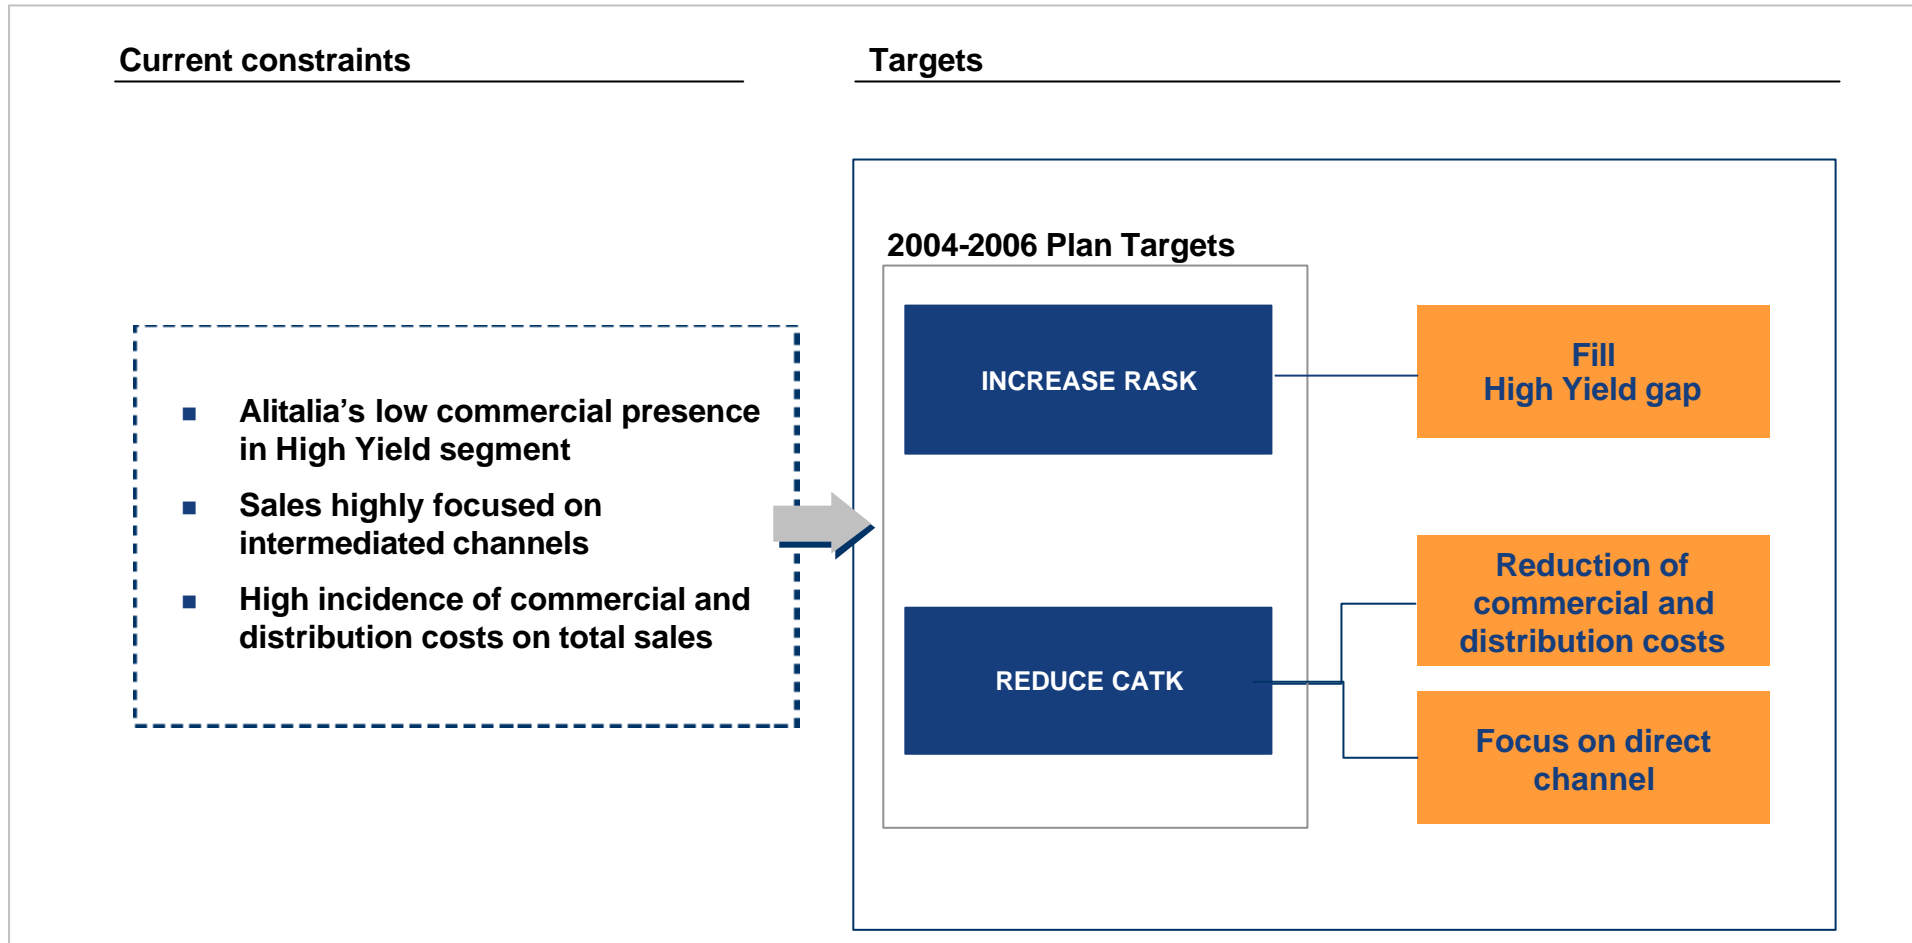 Current constraints
Targets
■ Alitalia’s low commercial presence
in High Yield segment
■ Sales highly focused on
intermediated channels
■ High incidence of commercial and
distribution costs on total sales
2004-2006 Plan Targets
INCREASE RASK
Fill
High Yield gap
REDUCE CATK
Reduction of
commercial and
distribution costs
Focus on direct
channel